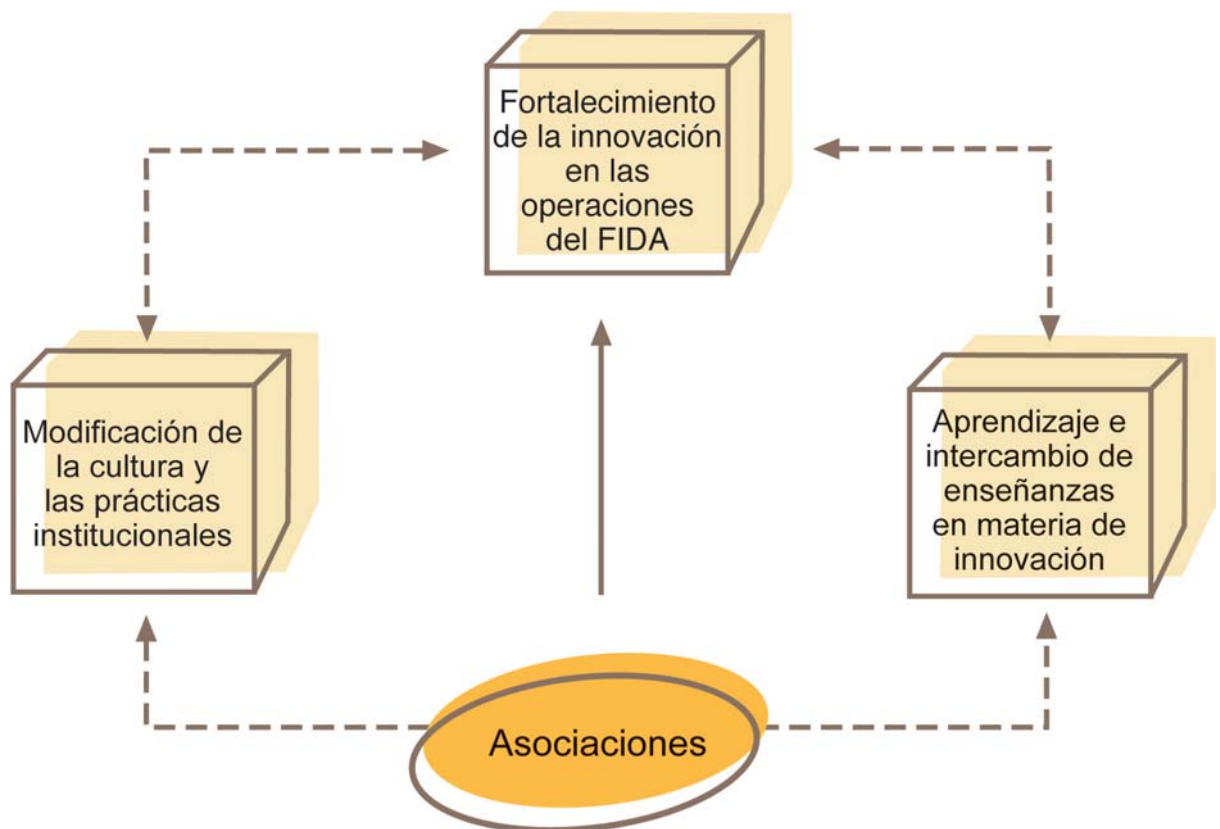 Fortalecimiento
de la innovación
en las
operaciones
del FIDA
Modificación de
la cultura y
las prácticas
institucionales
Aprendizaje e
intercambio de
enseñanzas
en materia de
innovación
Asociaciones